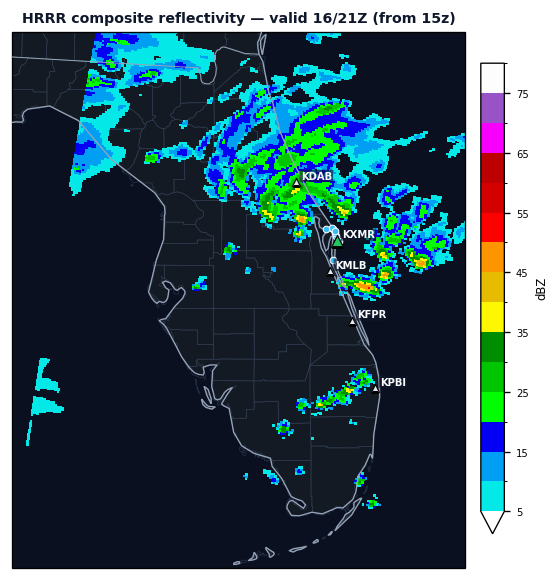 HRRR composite reflectivity — valid 16/21Z (from 15z)
KDAB
KXMR
KMLB
KFPR
KPBI
75
65
55
45
35
25
15
5
dBZ